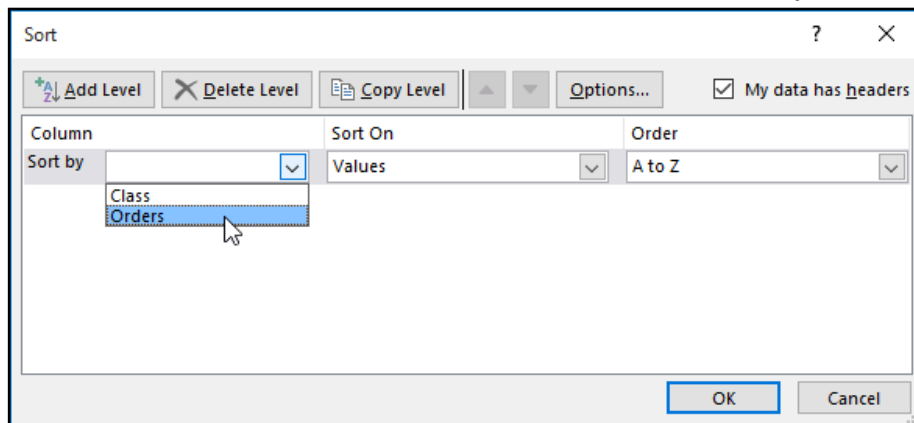 Sort ?
Add Level Delete Level Copy Level Options... My data has headers
Column Sort On Order
Sort by Values A to Z
Class
Orders
OK Cancel